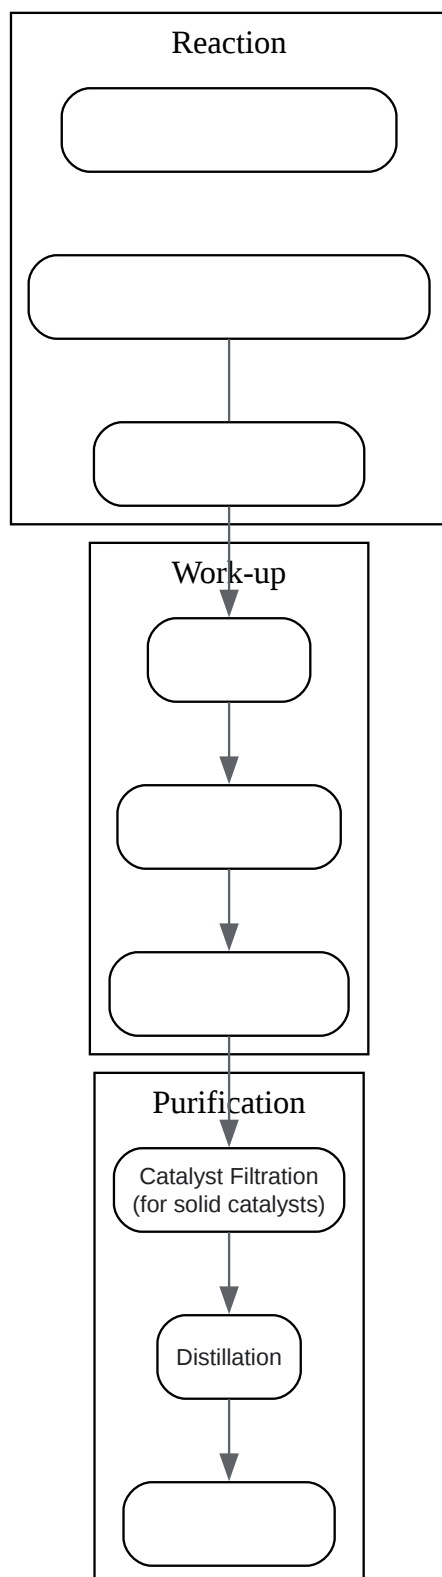 Reaction
Work-up
Purification
Catalyst Filtration
(for solid catalysts)
Distillation